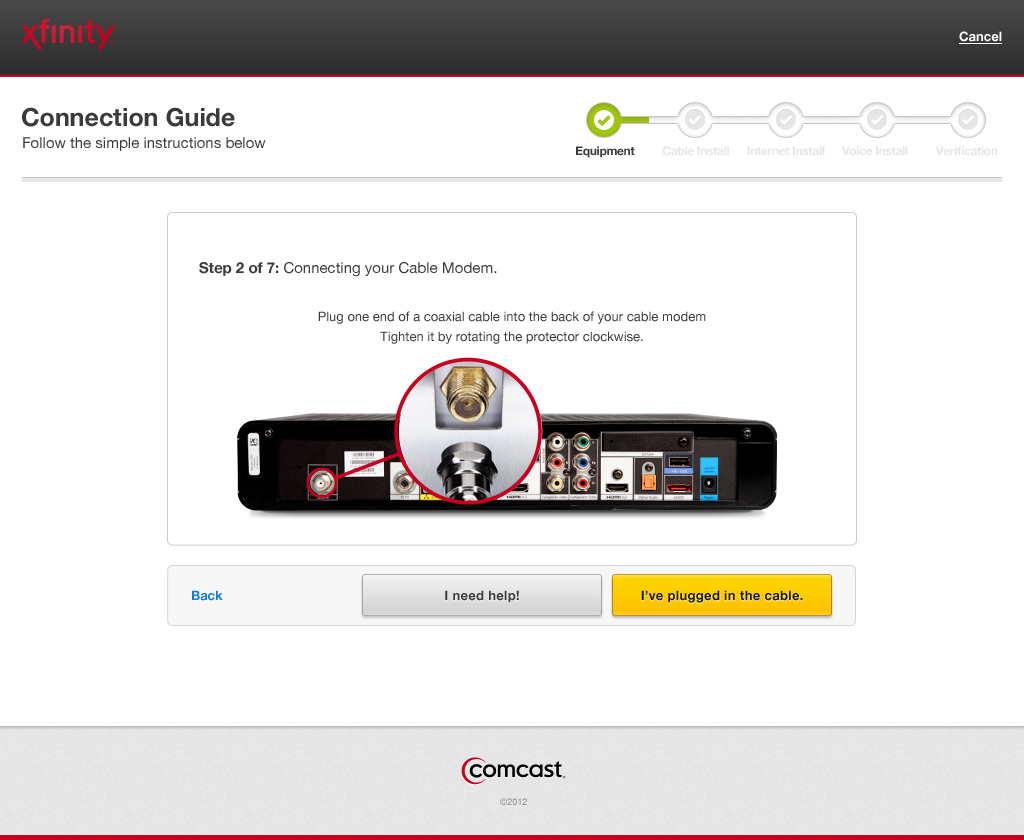 xfinity
Cancel
Connection Guide
Follow the simple instructions below
Equipment
Cable Install
Internet Install
Voice Install
Verification
Step 2 of 7: Connecting your Cable Modem.
Plug one end of a coaxial cable into the back of your cable modem
Tighten it by rotating the protector clockwise.
Back
I need help!
I've plugged in the cable.
Comcast.
©2012